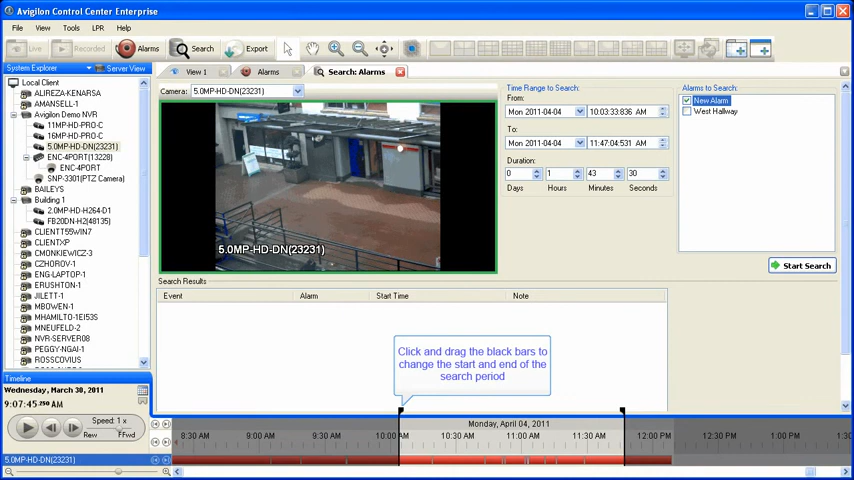 Avigilon Control Center Enterprise
File View Tools LPR Help
Live Recorded Alarms Search Export
System Explorer Server View
View 1 Alarms Search: Alarms
Local Client
ALIREZA-KENARSA
AMANSELL-1
Avigilon Demo NVR
11MP-HD-PRO-C
16MP-HD-PRO-C
5.0MP-HD-DN(23231)
ENC-4PORT(13228)
ENC-4PORT
SNP-3301(PTZ Camera)
BAILEYS
Building 1
2.0MP-HD-H264-D1
FB20DN-H2(48135)
CLIENTT55WIN7
CLIENTXP
CMONKIEWICZ-3
CZHOROV-1
ENG-LAPTOP-1
ERUSHTON-1
JILETT-1
MBOWEN-1
MHAMILTO-1EI53S
MNEUFELD-2
NVR-SERVER08
PEGGY-NGAI-1
ROSSCOVIUS
Camera: 5.0MP-HD-DN(23231)
5.0MP-HD-DN(23231)
Time Range to Search:
From:
Mon 2011-04-04 10:03:33:836 AM
To:
Mon 2011-04-04 11:47:04:531 AM
Duration:
0 1 43 30
Days Hours Minutes Seconds
Alarms to Search:
New Alarm
West Hallway
Start Search
Search Results
Event Alarm Start Time Note
Click and drag the black bars to
change the start and end of the
search period
Timeline
Wednesday, March 30, 2011
9:07:45.250 AM
Speed: 1 x
Rew FFwd
Monday, April 04, 2011
8:30 AM 9:00 AM 9:30 AM 10:00 AM 10:30 AM 11:00 AM 11:30 AM 12:00 PM 12:30 PM 1:00 PM 1:30 PM
5.0MP-HD-DN(23231)